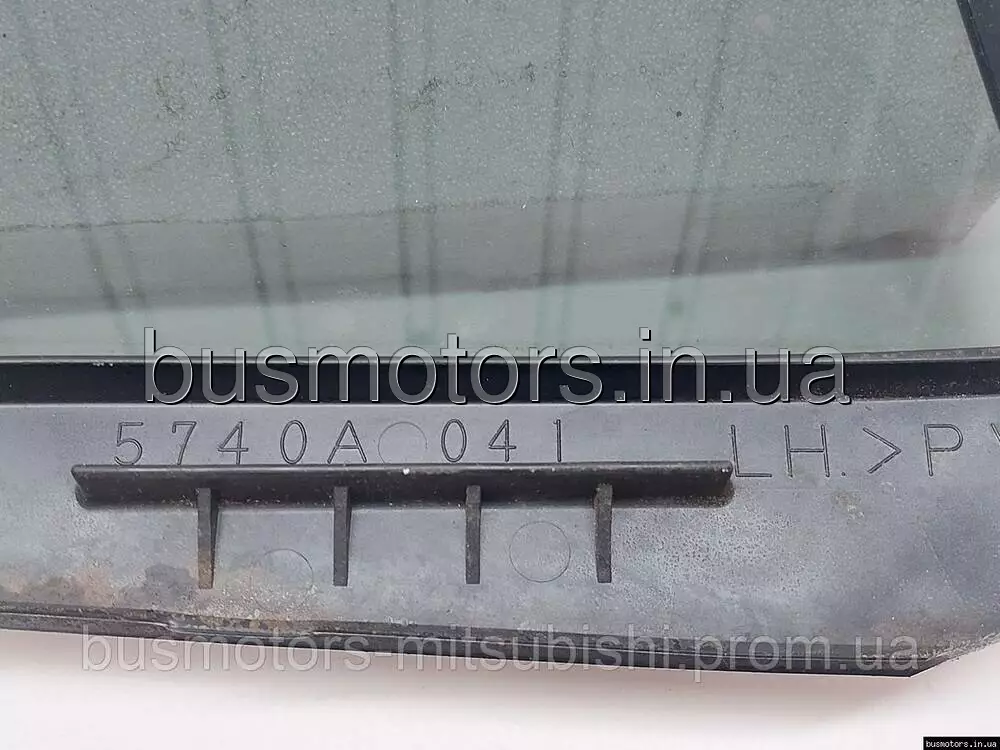 busmotors.in.ua
5740A 041 LH.>P
busmotors-mitsubishi.prom.ua
busmotors.in.ua